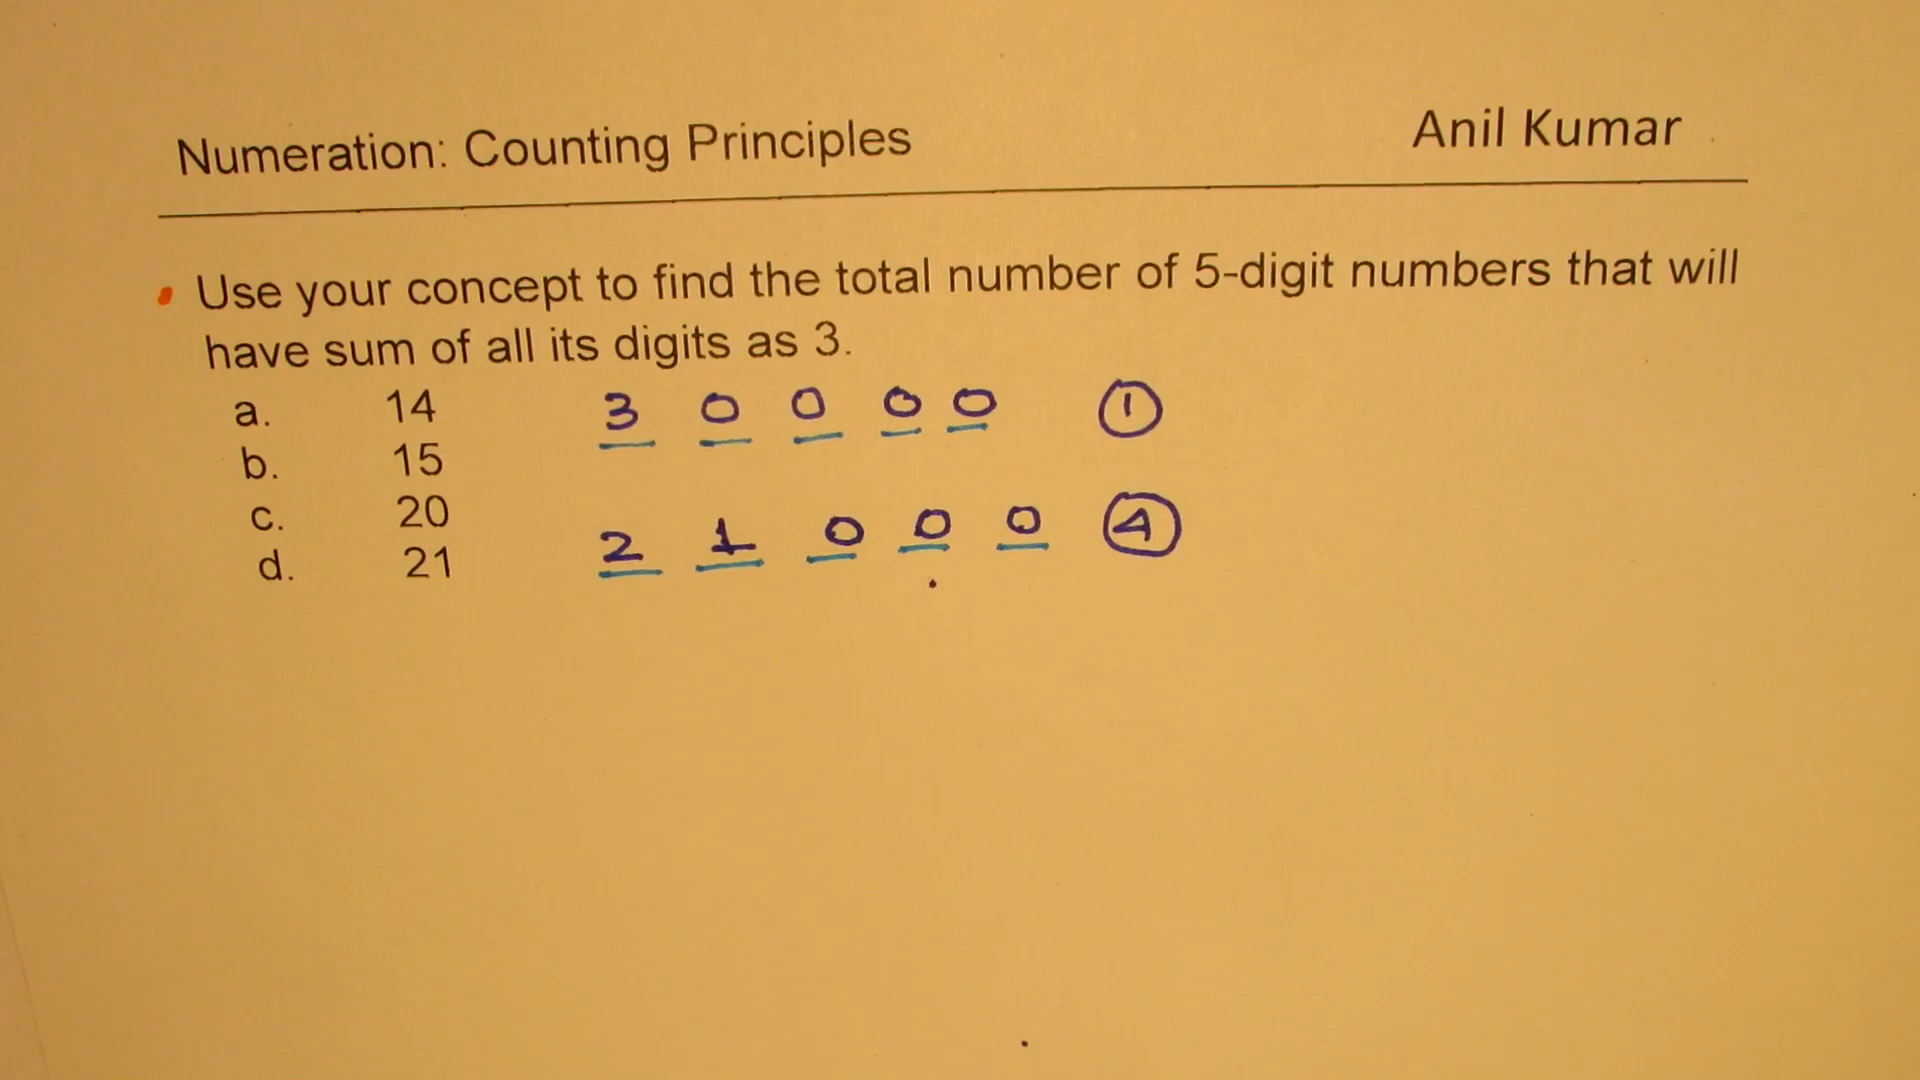 Numeration: Counting Principles Anil Kumar
Use your concept to find the total number of 5-digit numbers that will
have sum of all its digits as 3.
a. 14 3 0 0 0 0 1
b. 15
c. 20 2 1 0 0 0 4
d. 21